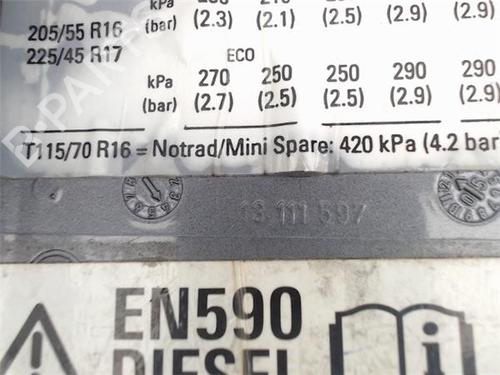 (2.3) (2.1) (2.5) (2.9) (2.9)
205/55 R16 (bar)
225/45 R17
ECO
kPa 270 250 250 290 290
(bar) (2.7) (2.5) (2.5) (2.9) (2.9)
T115/70 R16 = Notrad/Mini Spare: 420 kPa (4.2 bar
13 111 597
EN590
DIESEL